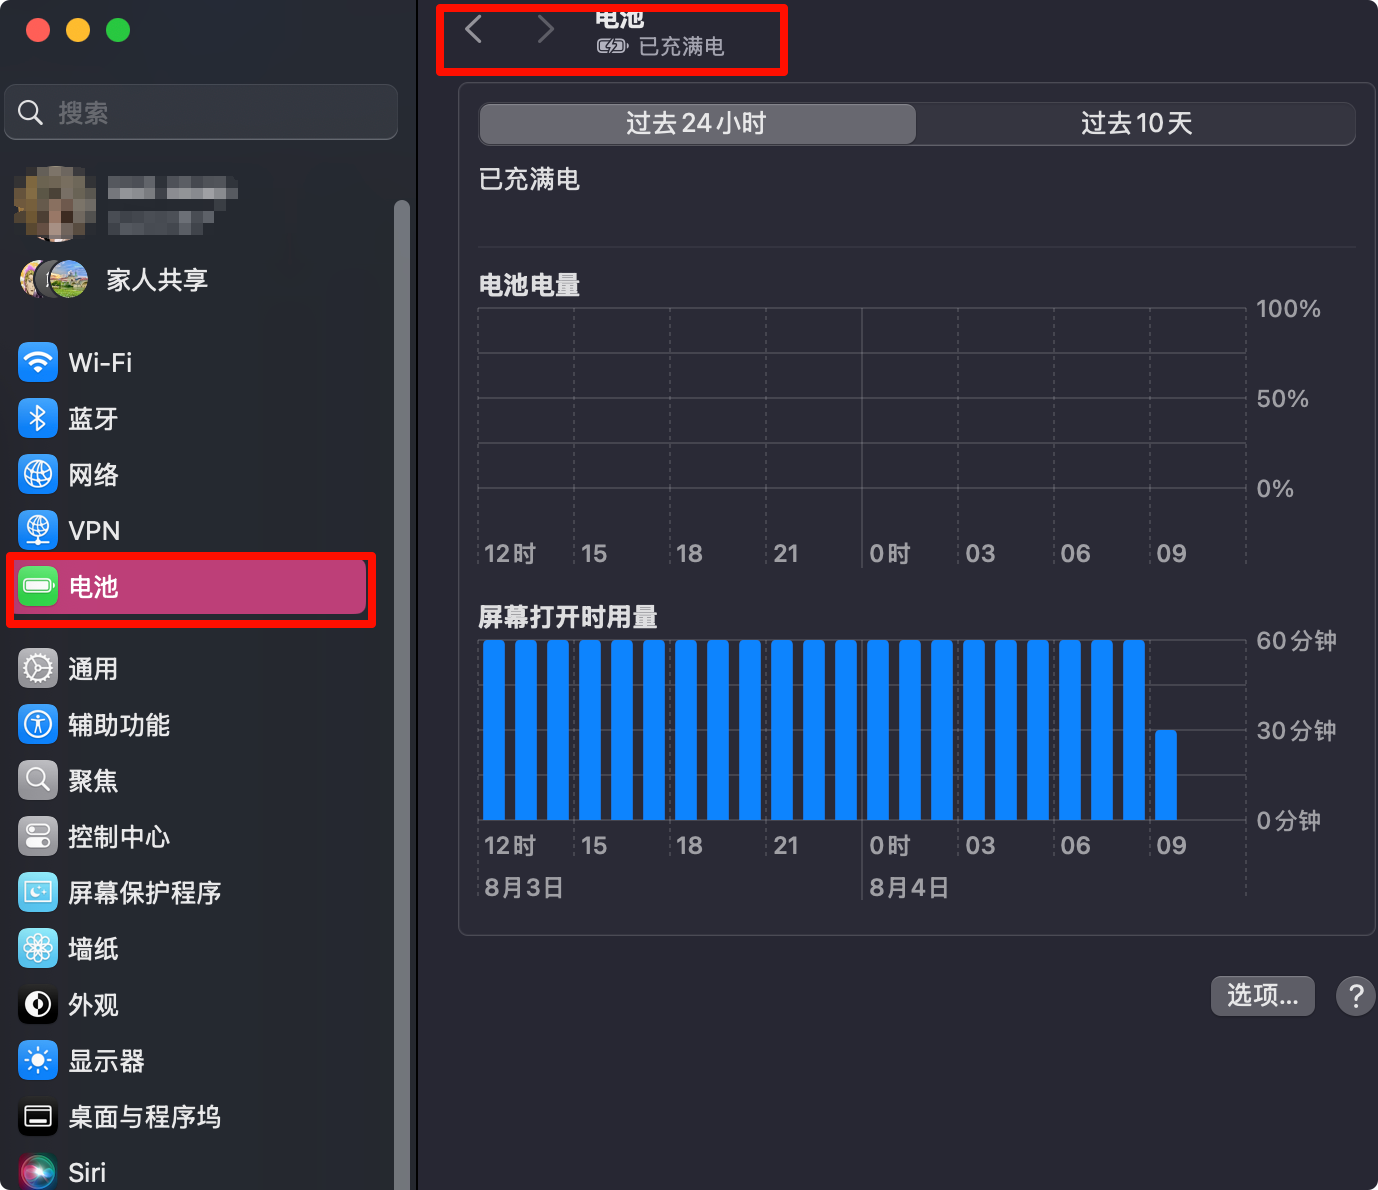 搜索
家人共享
Wi-Fi
蓝牙
网络
VPN
电池
通用
辅助功能
聚焦
控制中心
屏幕保护程序
墙纸
外观
显示器
桌面与程序坞
Siri
电池
已充满电
过去24小时
过去10天
已充满电
电池电量
100%
50%
0%
12时 15 18 21 0时 03 06 09
屏幕打开时用量
60分钟
30分钟
0分钟
12时 15 18 21 0时 03 06 09
8月3日 8月4日
选项...
?